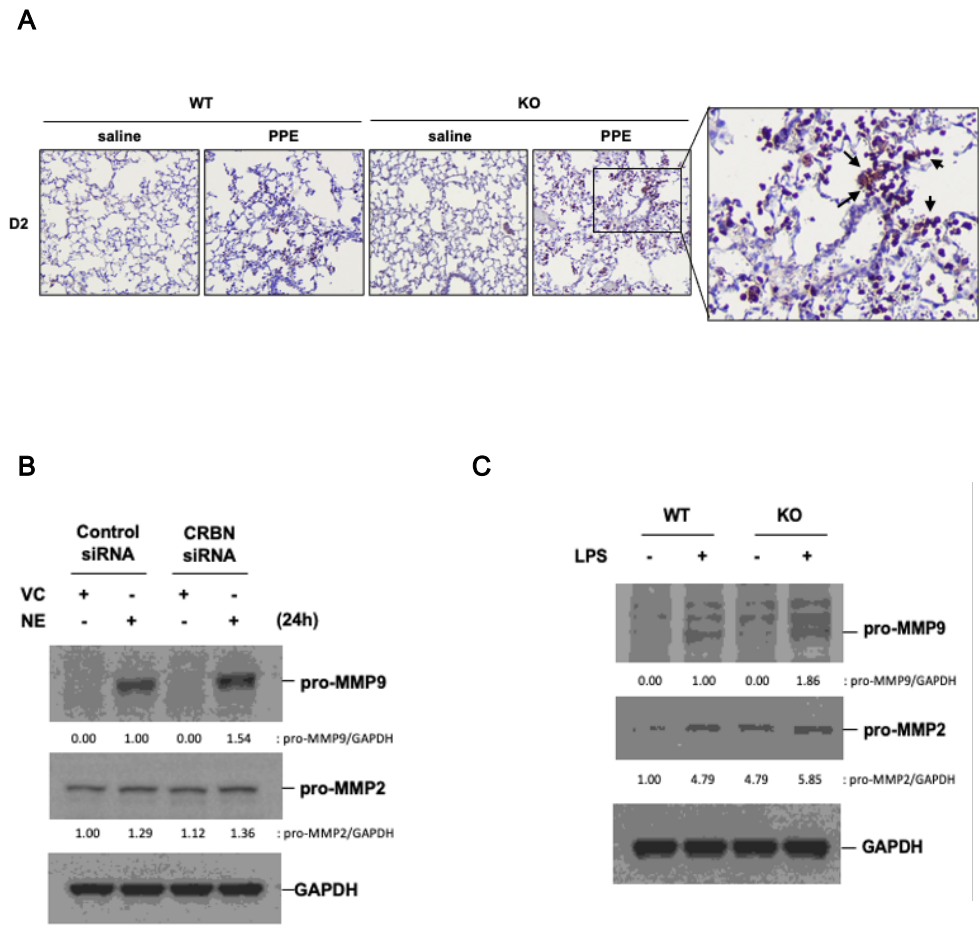 A
WT KO
saline PPE saline PPE
D2
B
Control siRNA CRBN siRNA
VC + - + -
NE - + - + (24h)
pro-MMP9
0.00 1.00 0.00 1.54 : pro-MMP9/GAPDH
pro-MMP2
1.00 1.29 1.12 1.36 : pro-MMP2/GAPDH
GAPDH
C
WT KO
LPS - + - +
pro-MMP9
0.00 1.00 0.00 1.86 : pro-MMP9/GAPDH
pro-MMP2
1.00 4.79 4.79 5.85 : pro-MMP2/GAPDH
GAPDH